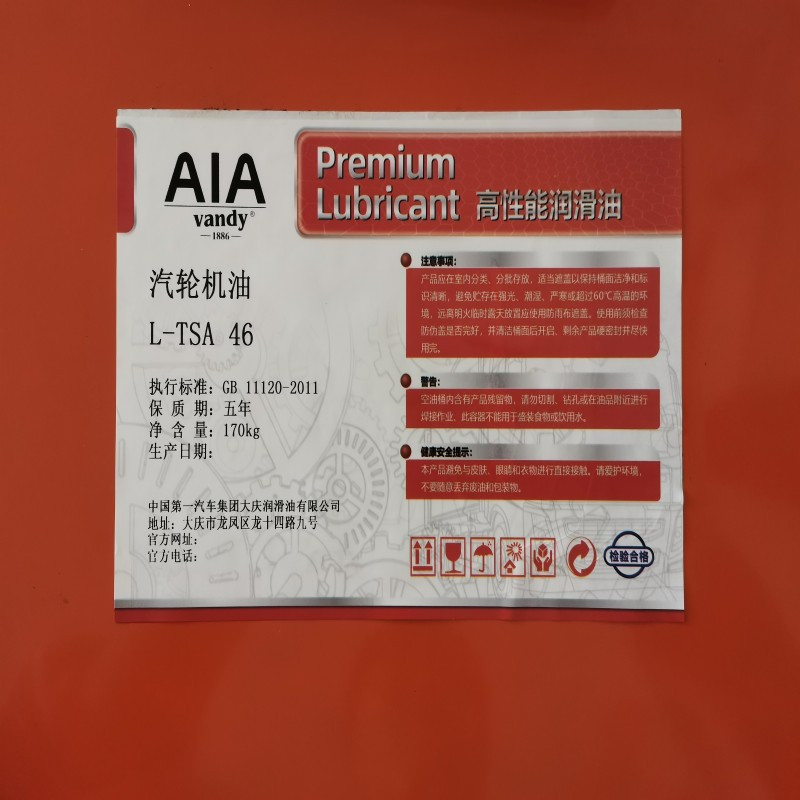 AIA
vandy®
—1886—
Premium
Lubricant 高性能润滑油
汽轮机油
L-TSA 46
执行标准: GB 11120-2011
保 质 期: 五年
净 含 量: 170kg
生产日期:
中国第一汽车集团大庆润滑油有限公司
地址: 大庆市龙凤区龙十四路九号
官方网址:
官方电话:
注意事项:
产品应在室内分类、分批存放，适当遮盖以保持桶面洁净和标
识清晰，避免贮存在强光、潮湿、严寒或超过60℃高温的环
境，远离明火临时露天放置应使用防雨布遮盖。使用前须检查
防伪盖是否完好，并清洁桶面后开启，剩余产品硬密封并尽快
用完。
警告:
空油桶内含有产品残留物，请勿切割、钻孔或在油品附近进行
焊接作业，此容器不能用于盛装食物或饮用水。
健康安全提示:
本产品避免与皮肤、眼睛和衣物进行直接接触。请爱护环境，
不要随意丢弃废油和包装物。
检验合格